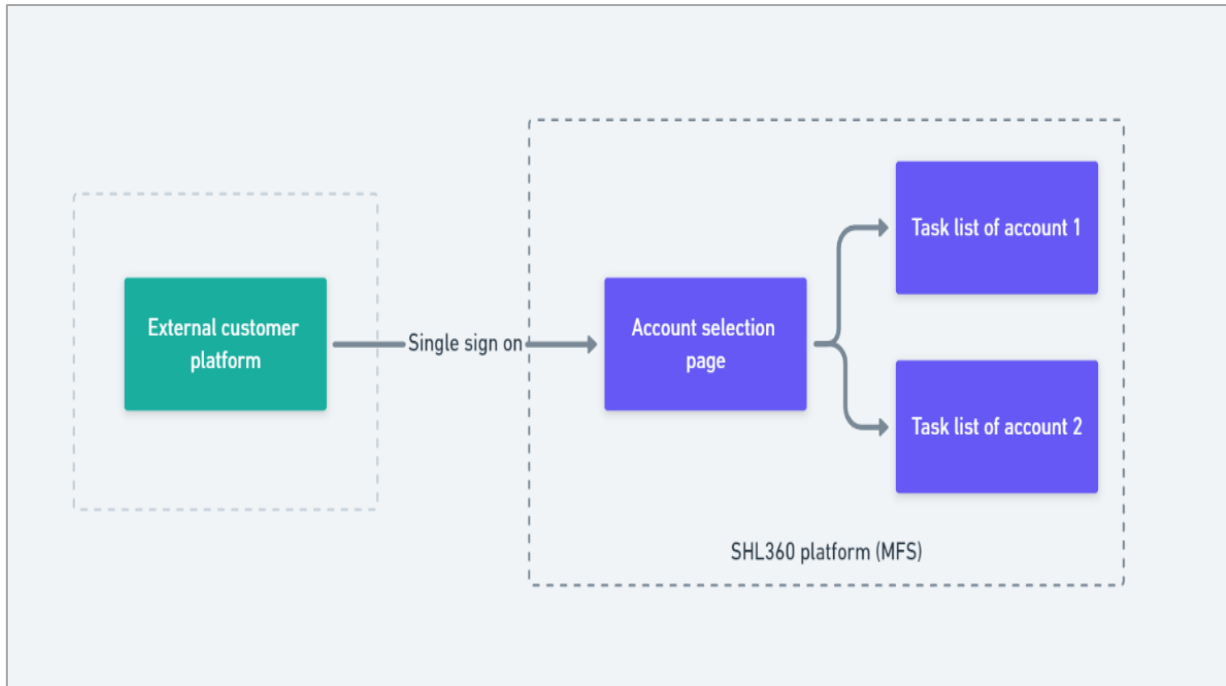 External customer
platform
Single sign on
Account selection
page
Task list of account 1
Task list of account 2
SHL360 platform (MFS)